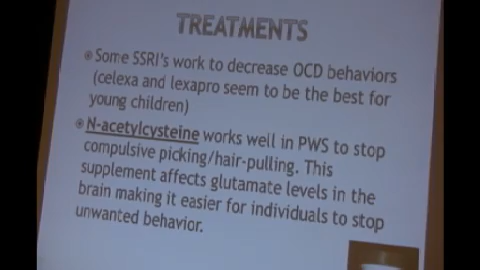 TREATMENTS
Some SSRI's work to decrease OCD behaviors
(celexa and lexapro seem to be the best for
young children)
N-acetylcysteine works well in PWS to stop
compulsive picking/hair-pulling. This
supplement affects glutamate levels in the
brain making it easier for individuals to stop
unwanted behavior.